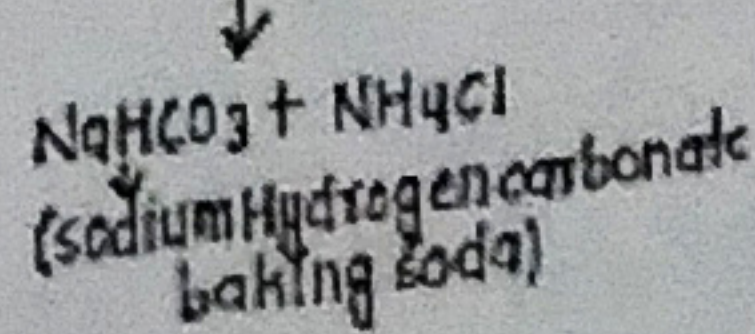 ↓
NaHCO3 + NH4Cl
↓
(sodium Hydrogen carbonate
baking soda)